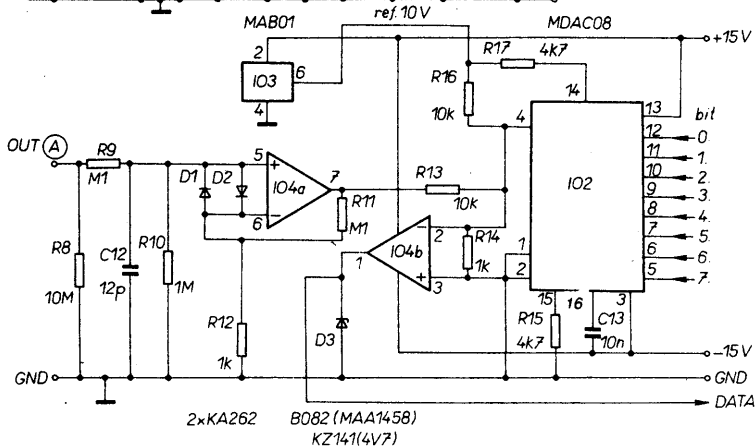 ref. 10V
MAB01
MDAC08
2
IO3
6
4
R17
4k7
14
R16
10k
4
+15V
13
bit
12
0
11
1.
10
2.
9
3.
8
4.
7
5.
6
6.
5
7.
IO2
OUT A
R9
M1
D1
D2
5
+
IO4a
7
-
6
R11
M1
R13
10k
R8
10M
C12
12p
R10
1M
R12
1k
1
IO4b
-
2
+
3
R14
1k
1
2
D3
15
16
3
R15
4k7
C13
10n
-15V
GND
GND
DATA
2xKA262
B082 (MAA1458)
KZ141(4V7)